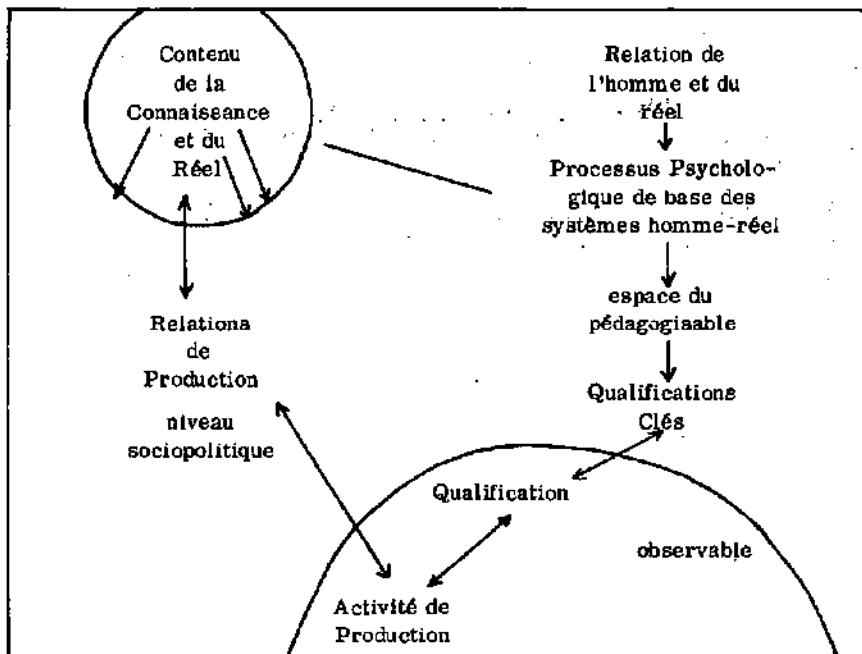 Contenu
de la
Connaissance
et du
Réel
Relations
de
Production
niveau
sociopolitique
Relation de
l'homme et du
réel
Processus Psycholo-
gique de base des
systèmes homme-réel
espace du
pédagogisable
Qualifications
Clés
Qualification
observable
Activité de
Production